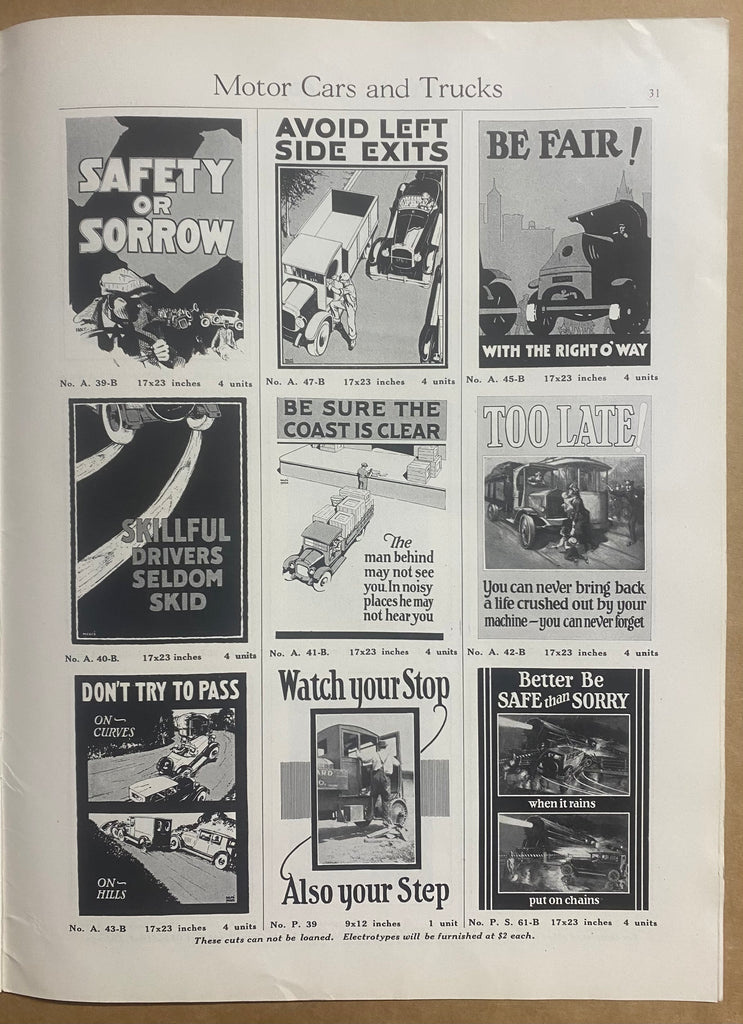 Motor Cars and Trucks
31
SAFETY
OR
SORROW
No. A. 39-B 17x23 inches 4 units
AVOID LEFT
SIDE EXITS
No. A. 47-B 17x23 inches 4 units
BE FAIR!
WITH THE RIGHT O' WAY
No. A. 45-B 17x23 inches 4 units
SKILLFUL
DRIVERS
SELDOM
SKID
No. A. 40-B. 17x23 inches 4 units
BE SURE THE
COAST IS CLEAR
The
man behind
may not see
you. In noisy
places he may
not hear you
No. A. 41-B. 17x23 inches 4 units
TOO LATE!
You can never bring back
a life crushed out by your
machine—you can never forget
No. A. 42-B 17x23 inches 4 units
DON'T TRY TO PASS
ON~
CURVES
ON~
HILLS
No. A. 43-B 17x23 inches 4 units
Watch your Stop
Also your Step
No. P. 39 9x12 inches 1 unit
Better Be
SAFE than SORRY
when it rains
put on chains
No. P. S. 61-B 17x23 inches 4 units
These cuts can not be loaned. Electrotypes will be furnished at $2 each.